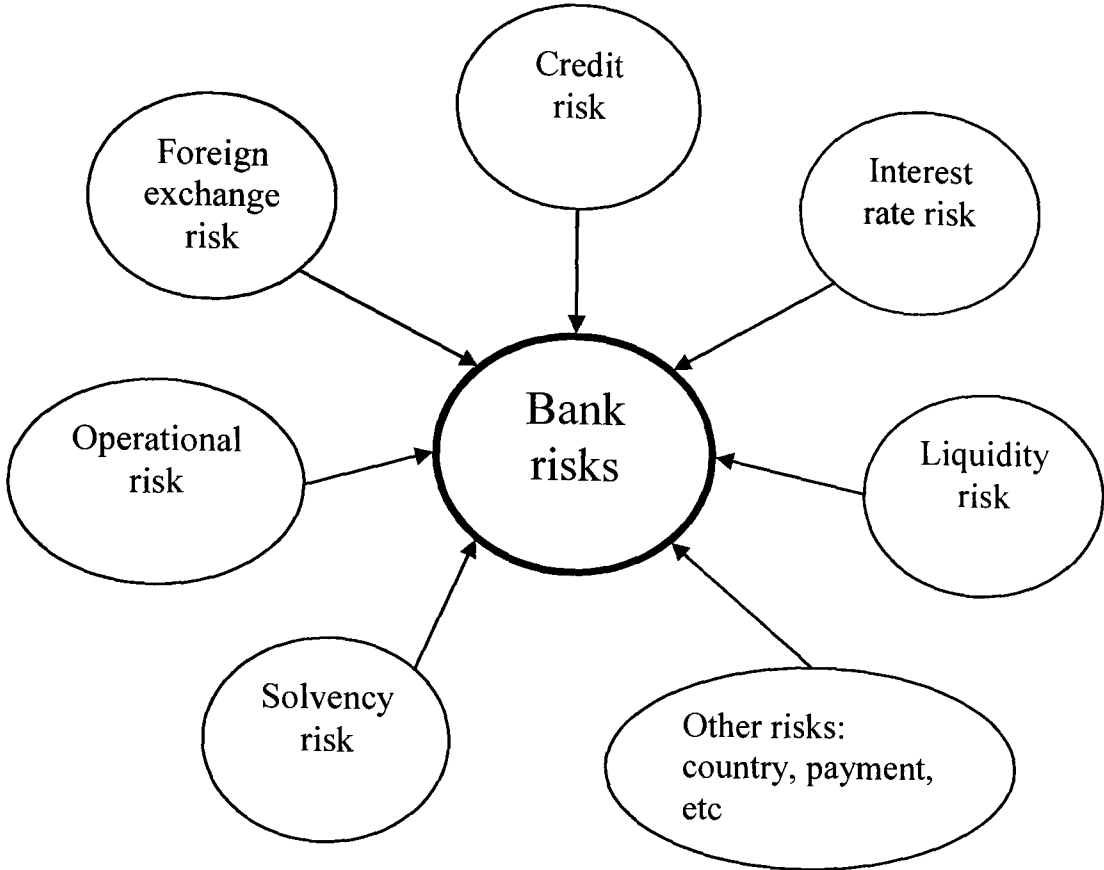 Credit
risk
Foreign
exchange
risk
Interest
rate risk
Bank
risks
Operational
risk
Liquidity
risk
Solvency
risk
Other risks:
country, payment,
etc